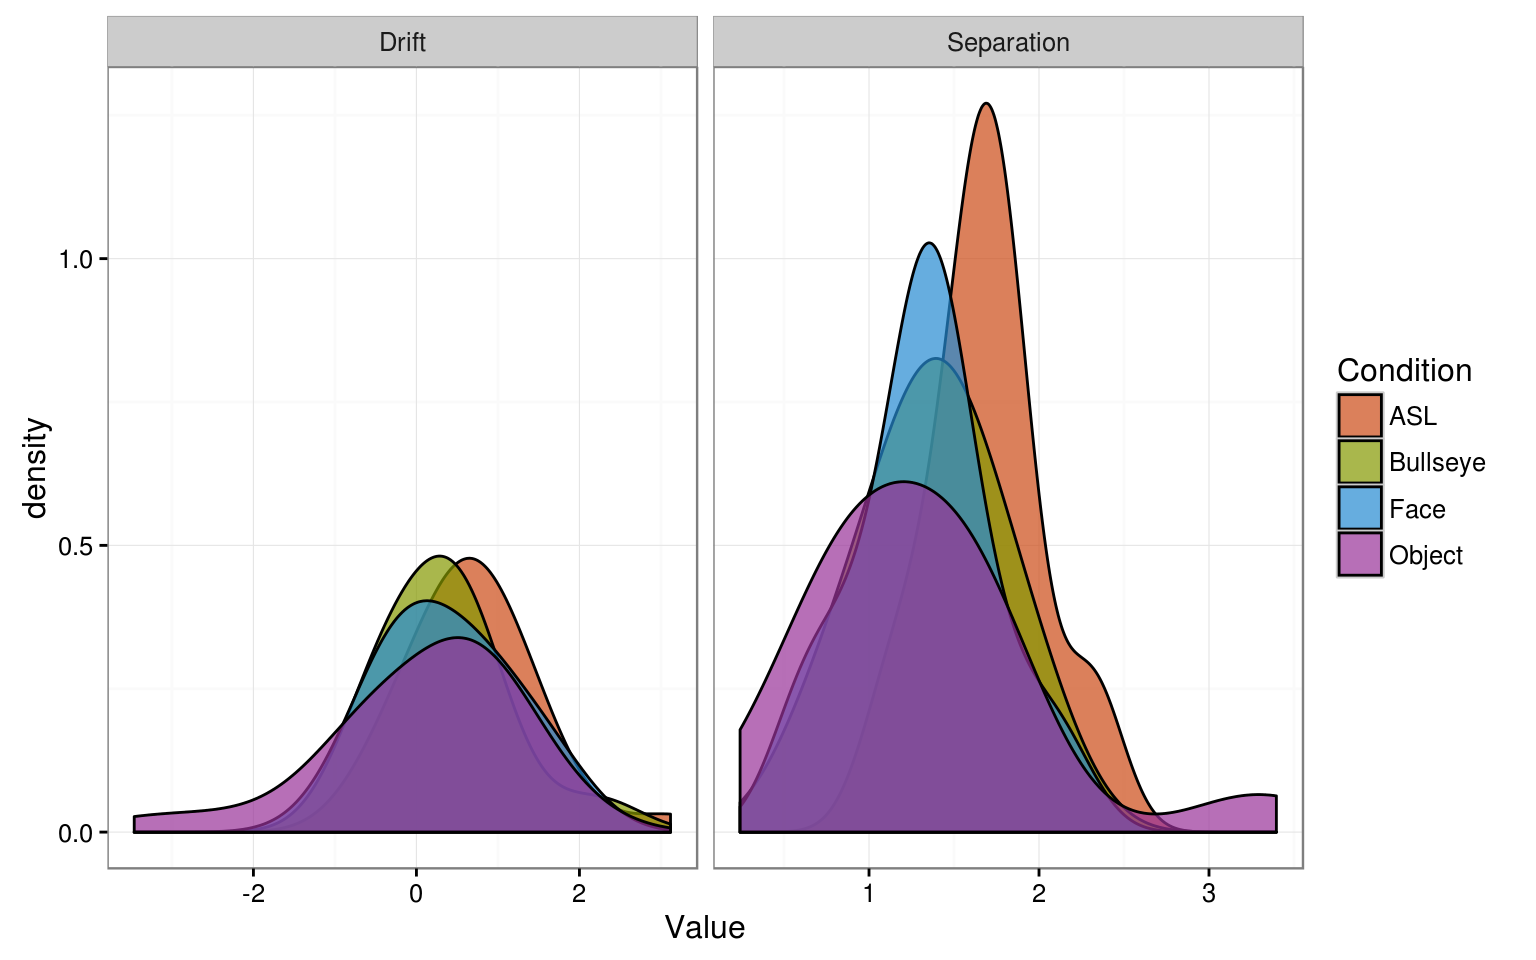 Drift
Separation
density
1.0
0.5
0.0
-2 0 2
1 2 3
Value
Condition
ASL
Bullseye
Face
Object